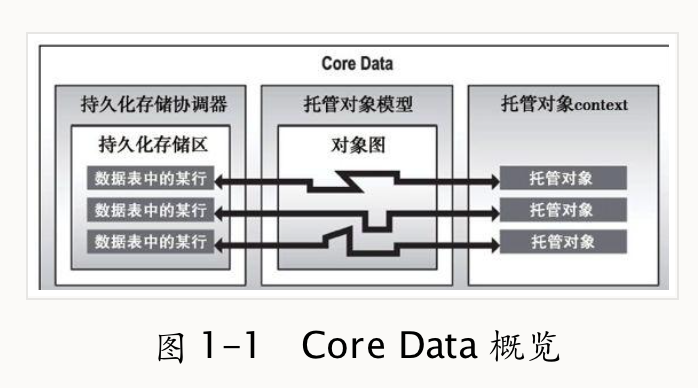 Core Data
持久化存储协调器
持久化存储区
数据表中的某行
数据表中的某行
数据表中的某行
托管对象模型
对象图
托管对象context
托管对象
托管对象
托管对象
图 1-1 Core Data 概览